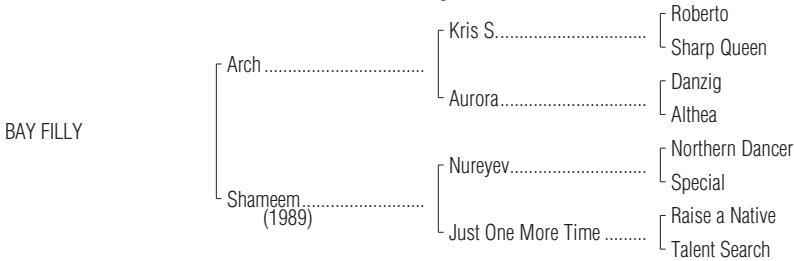 Roberto
Kris S.............................
Sharp Queen
Arch ..................................
Danzig
Aurora...............................
Althea
BAY FILLY
Northern Dancer
Nureyev.............................
Special
Shameem..........................
(1989)
Raise a Native
Just One More Time .........
Talent Search